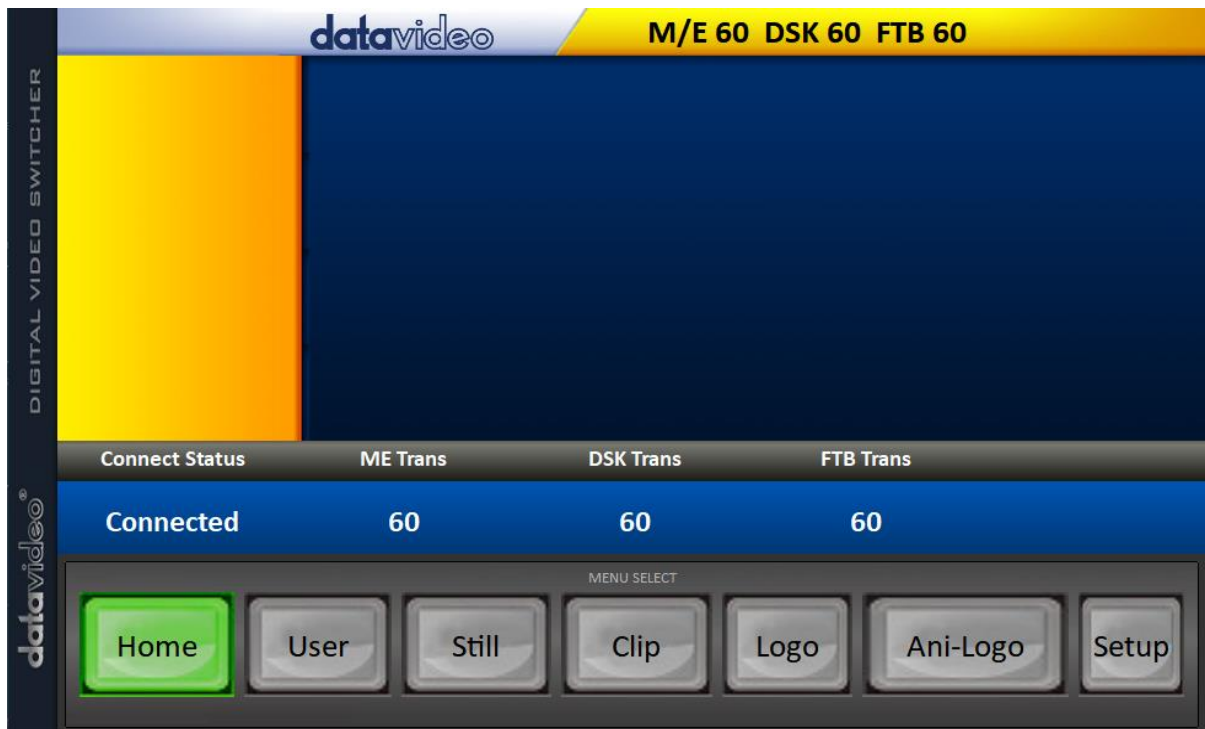 datavideo M/E 60 DSK 60 FTB 60
DIGITAL VIDEO SWITCHER
datavideo®
Connect Status ME Trans DSK Trans FTB Trans
Connected 60 60 60
MENU SELECT
Home User Still Clip Logo Ani-Logo Setup